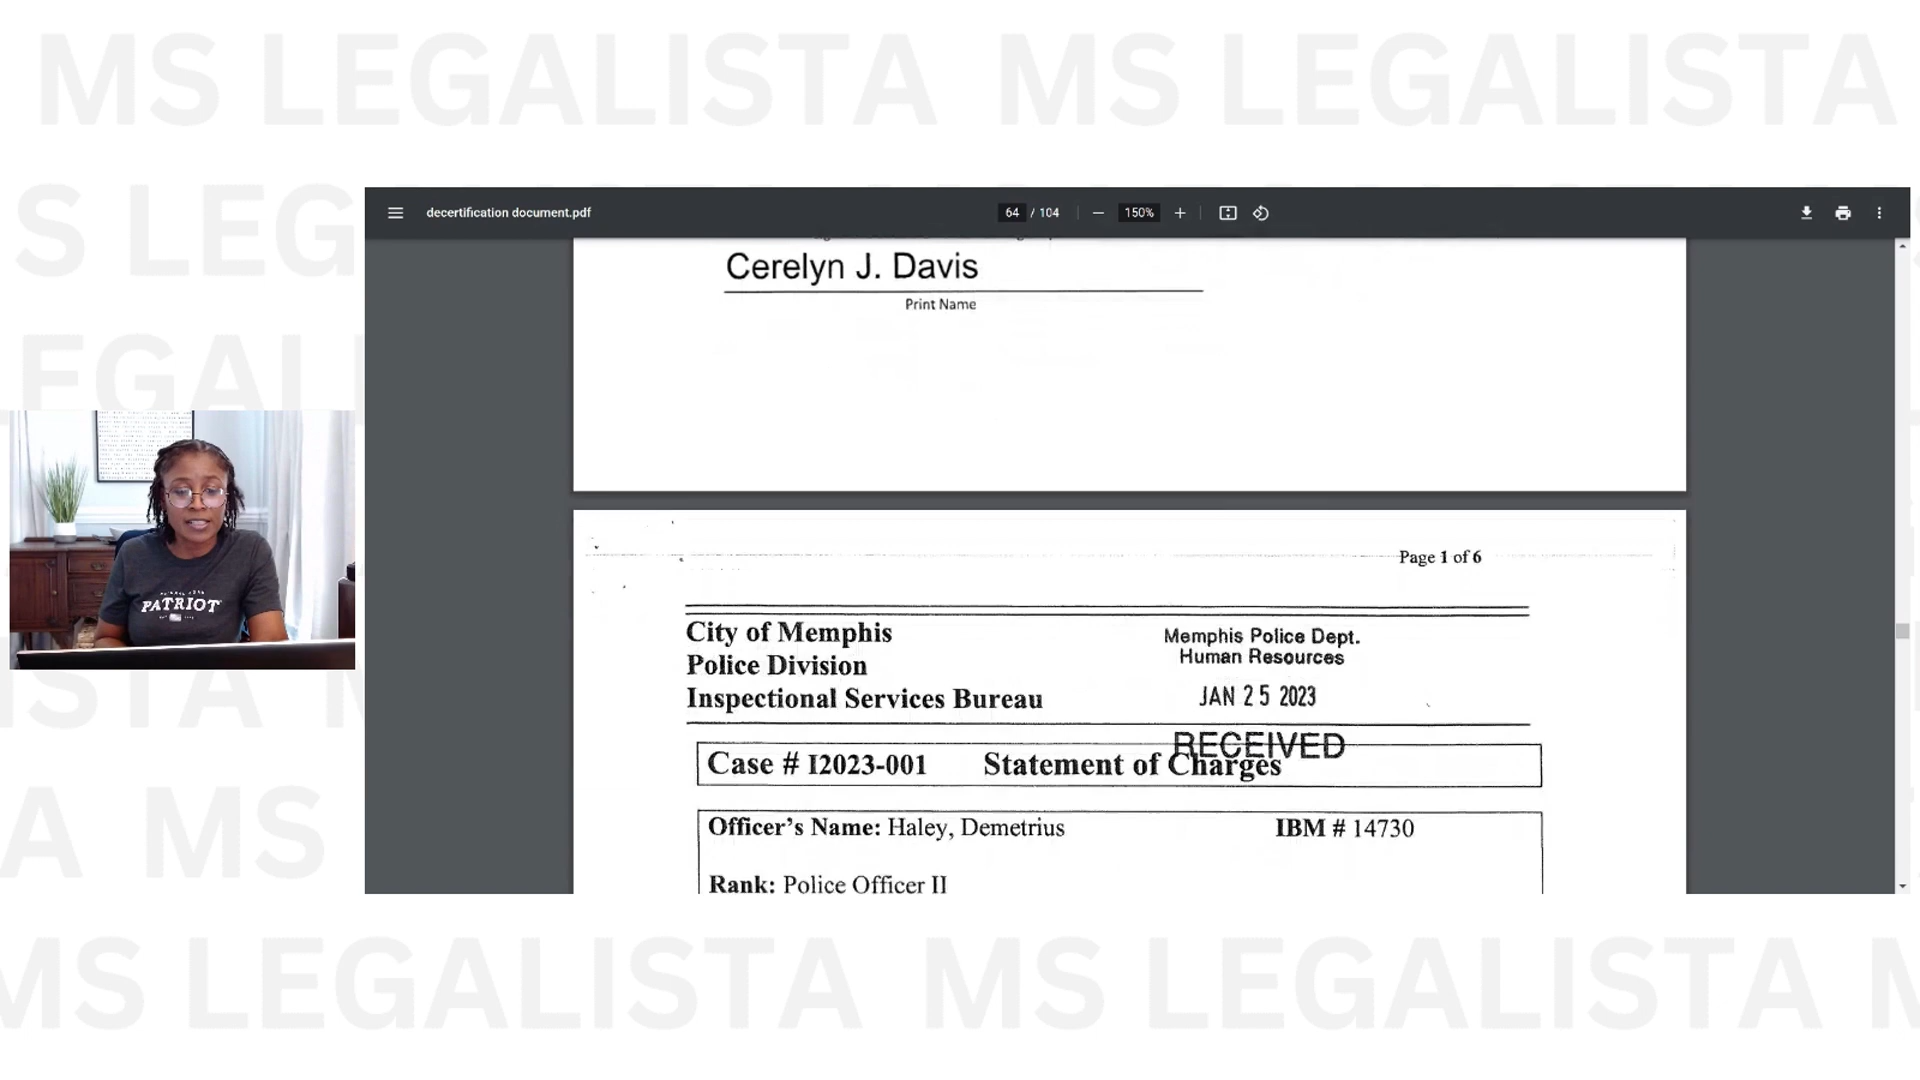 MS LEGALISTA MS LEGALISTA
S LEG
decertification document.pdf
64 / 104
150%
Cerelyn J. Davis
Print Name
EGAL
PATRIOT
Page 1 of 6
City of Memphis
Police Division
Inspectional Services Bureau
Memphis Police Dept.
Human Resources
JAN 25 2023
RECEIVED
Case # I2023-001 Statement of Charges
Officer's Name: Haley, Demetrius IBM # 14730
Rank: Police Officer II
ISTA M
A MS
MS LEGALISTA MS LEGALISTA M